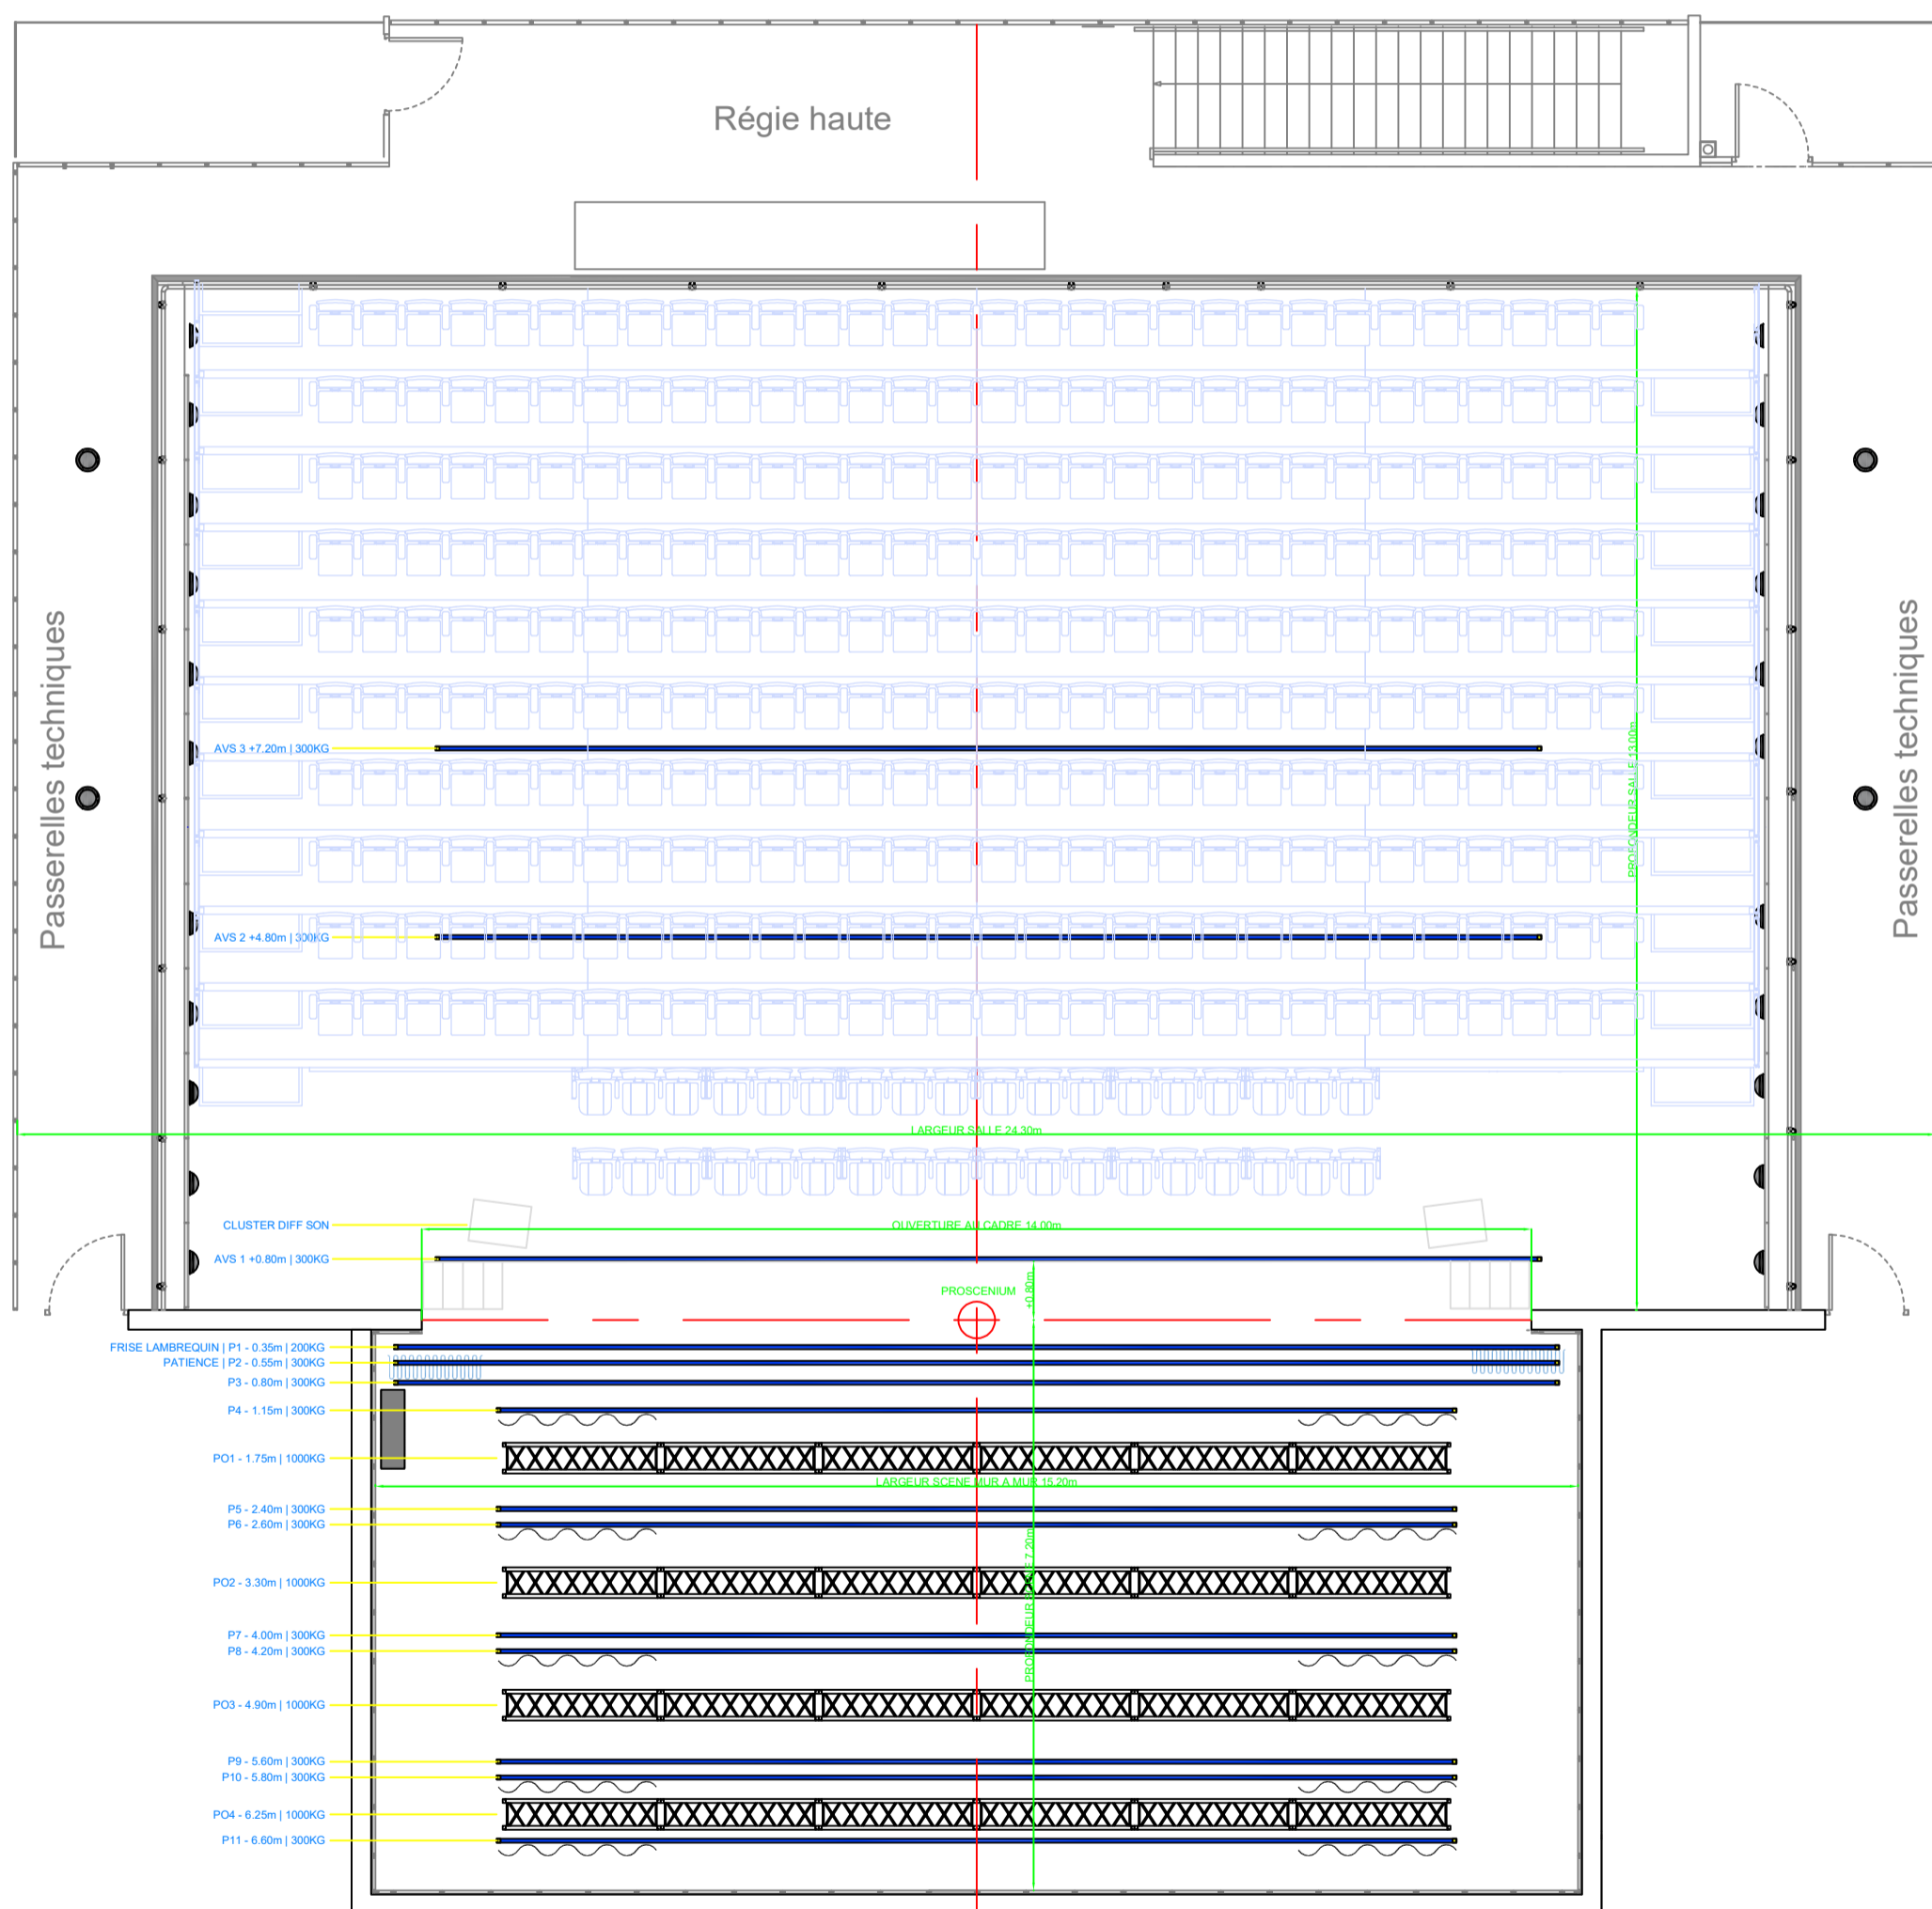 Régie haute
Passerelles techniques
Passerelles techniques
AVS 3 +7.20m | 300KG
PROFONDEUR SALLE 13.00m
AVS 2 +4.80m | 300KG
LARGEUR SALLE 24.30m
CLUSTER DIFF SON
OUVERTURE AU CADRE 14.00m
AVS 1 +0.80m | 300KG
PROSCENIUM
+0.80m
FRISE LAMBREQUIN | P1 - 0.35m | 200KG
PATIENCE | P2 - 0.55m | 300KG
P3 - 0.80m | 300KG
P4 - 1.15m | 300KG
PO1 - 1.75m | 1000KG
LARGEUR SCENE MUR A MUR 15.20m
P5 - 2.40m | 300KG
P6 - 2.60m | 300KG
PROFONDEUR SCENE 7.20m
PO2 - 3.30m | 1000KG
P7 - 4.00m | 300KG
P8 - 4.20m | 300KG
PO3 - 4.90m | 1000KG
P9 - 5.60m | 300KG
P10 - 5.80m | 300KG
PO4 - 6.25m | 1000KG
P11 - 6.60m | 300KG